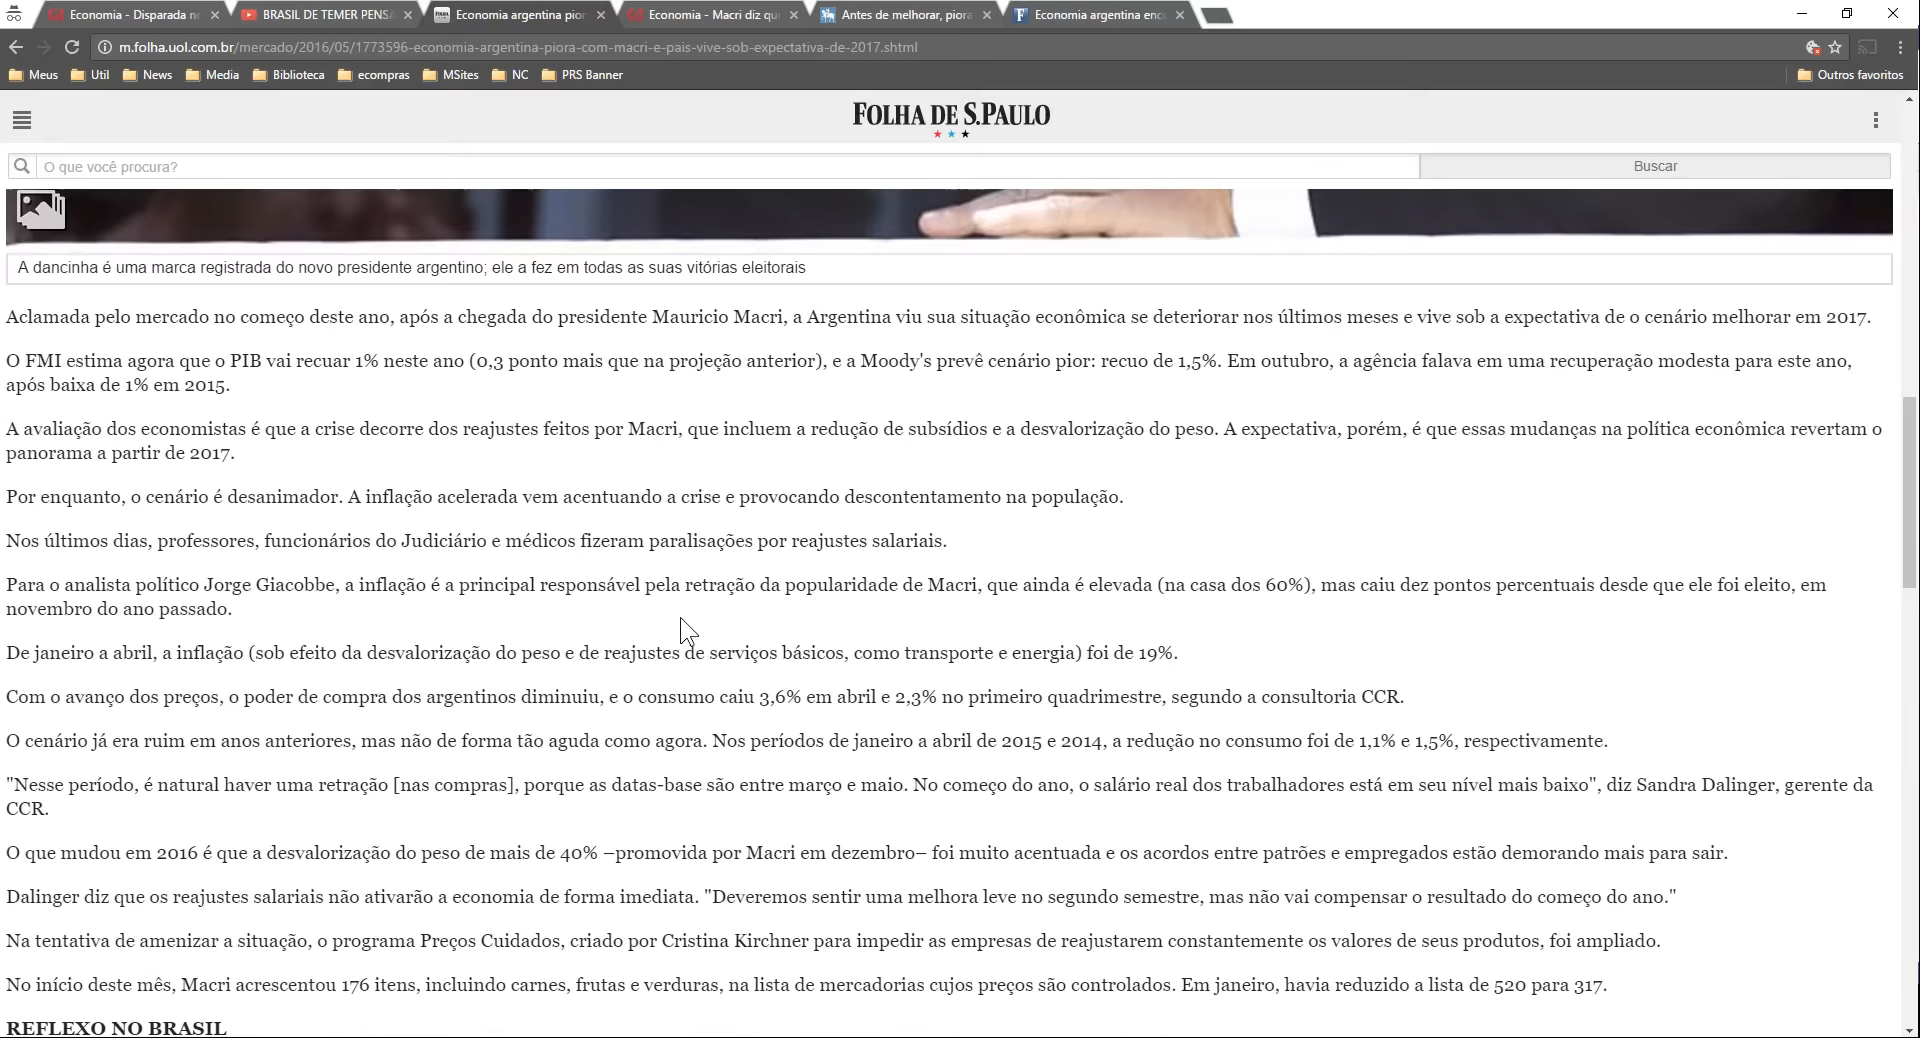 Economia - Disparada n
BRASIL DE TEMER PENS
Economia argentina pior
Economia - Macri diz qu
Antes de melhorar, piora
Economia argentina enc
m.folha.uol.com.br/mercado/2016/05/1773596-economia-argentina-piora-com-macri-e-pais-vive-sob-expectativa-de-2017.shtml
Meus Util News Media Biblioteca ecompras MSites NC PRS Banner Outros favoritos
FOLHA DE S.PAULO
O que você procura? Buscar
A dancinha é uma marca registrada do novo presidente argentino; ele a fez em todas as suas vitórias eleitorais
Aclamada pelo mercado no começo deste ano, após a chegada do presidente Mauricio Macri, a Argentina viu sua situação econômica se deteriorar nos últimos meses e vive sob a expectativa de o cenário melhorar em 2017.
O FMI estima agora que o PIB vai recuar 1% neste ano (0,3 ponto mais que na projeção anterior), e a Moody's prevê cenário pior: recuo de 1,5%. Em outubro, a agência falava em uma recuperação modesta para este ano,
após baixa de 1% em 2015.
A avaliação dos economistas é que a crise decorre dos reajustes feitos por Macri, que incluem a redução de subsídios e a desvalorização do peso. A expectativa, porém, é que essas mudanças na política econômica revertam o
panorama a partir de 2017.
Por enquanto, o cenário é desanimador. A inflação acelerada vem acentuando a crise e provocando descontentamento na população.
Nos últimos dias, professores, funcionários do Judiciário e médicos fizeram paralisações por reajustes salariais.
Para o analista político Jorge Giacobbe, a inflação é a principal responsável pela retração da popularidade de Macri, que ainda é elevada (na casa dos 60%), mas caiu dez pontos percentuais desde que ele foi eleito, em
novembro do ano passado.
De janeiro a abril, a inflação (sob efeito da desvalorização do peso e de reajustes de serviços básicos, como transporte e energia) foi de 19%.
Com o avanço dos preços, o poder de compra dos argentinos diminuiu, e o consumo caiu 3,6% em abril e 2,3% no primeiro quadrimestre, segundo a consultoria CCR.
O cenário já era ruim em anos anteriores, mas não de forma tão aguda como agora. Nos períodos de janeiro a abril de 2015 e 2014, a redução no consumo foi de 1,1% e 1,5%, respectivamente.
"Nesse período, é natural haver uma retração [nas compras], porque as datas-base são entre março e maio. No começo do ano, o salário real dos trabalhadores está em seu nível mais baixo", diz Sandra Dalinger, gerente da
CCR.
O que mudou em 2016 é que a desvalorização do peso de mais de 40% –promovida por Macri em dezembro– foi muito acentuada e os acordos entre patrões e empregados estão demorando mais para sair.
Dalinger diz que os reajustes salariais não ativarão a economia de forma imediata. "Deveremos sentir uma melhora leve no segundo semestre, mas não vai compensar o resultado do começo do ano."
Na tentativa de amenizar a situação, o programa Preços Cuidados, criado por Cristina Kirchner para impedir as empresas de reajustarem constantemente os valores de seus produtos, foi ampliado.
No início deste mês, Macri acrescentou 176 itens, incluindo carnes, frutas e verduras, na lista de mercadorias cujos preços são controlados. Em janeiro, havia reduzido a lista de 520 para 317.
REFLEXO NO BRASIL